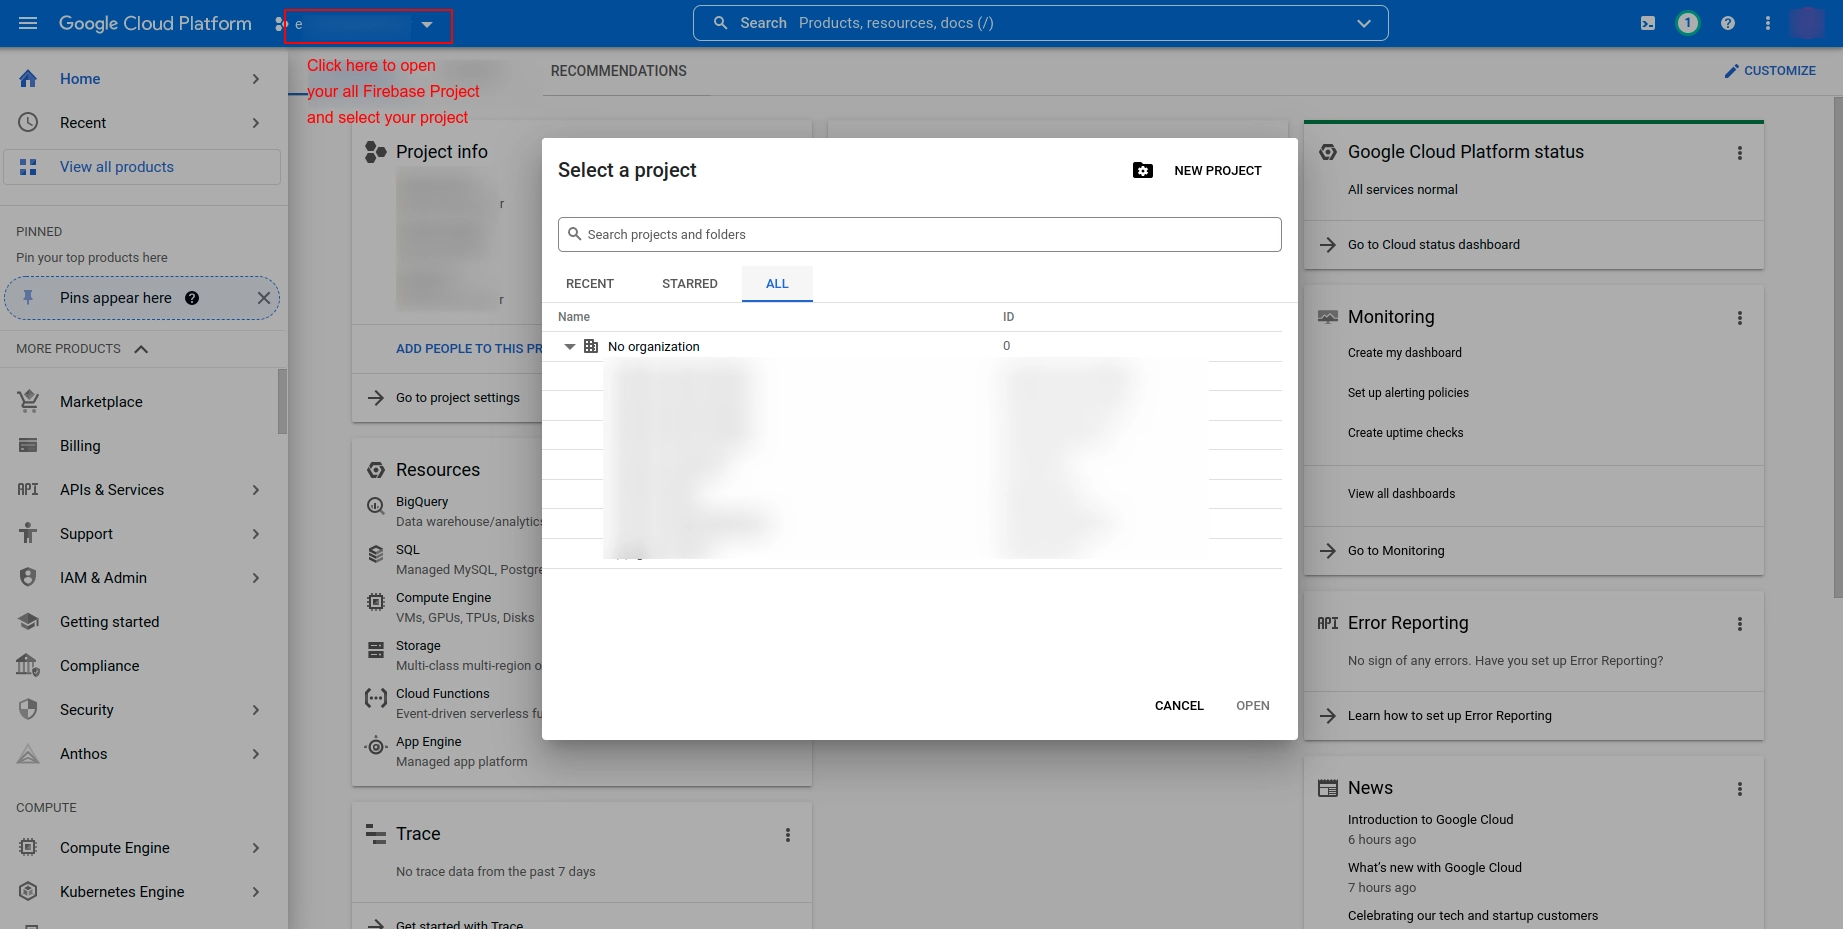 Google Cloud Platform
e
Search Products, resources, docs (/)
1
Click here to open
your all Firebase Project
and select your project
RECOMMENDATIONS
CUSTOMIZE
Home
Recent
View all products
PINNED
Pin your top products here
Pins appear here
MORE PRODUCTS
Marketplace
Billing
API APIs & Services
Support
IAM & Admin
Getting started
Compliance
Security
Anthos
COMPUTE
Compute Engine
Kubernetes Engine
Project info
r
r
ADD PEOPLE TO THIS PR
Go to project settings
Resources
BigQuery
Data warehouse/analytics
SQL
Managed MySQL, Postgre
Compute Engine
VMs, GPUs, TPUs, Disks
Storage
Multi-class multi-region o
Cloud Functions
Event-driven serverless fu
App Engine
Managed app platform
Trace
No trace data from the past 7 days
Get started with Trace
Select a project
NEW PROJECT
Search projects and folders
RECENT STARRED ALL
Name ID
No organization 0
CANCEL OPEN
Google Cloud Platform status
All services normal
Go to Cloud status dashboard
Monitoring
Create my dashboard
Set up alerting policies
Create uptime checks
View all dashboards
Go to Monitoring
API Error Reporting
No sign of any errors. Have you set up Error Reporting?
Learn how to set up Error Reporting
News
Introduction to Google Cloud
6 hours ago
What's new with Google Cloud
7 hours ago
Celebrating our tech and startup customers